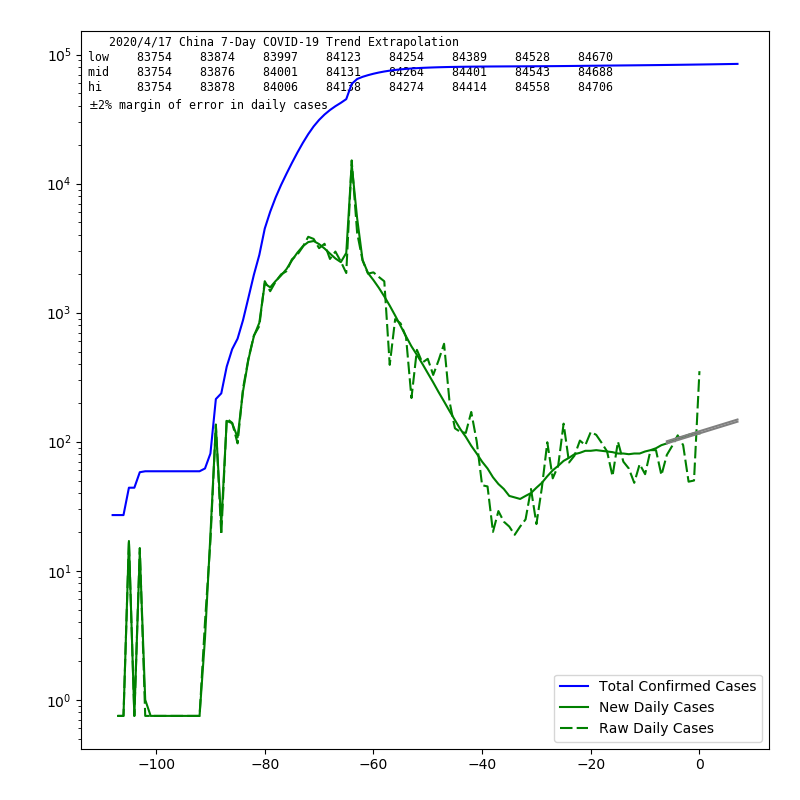 2020/4/17 China 7-Day COVID-19 Trend Extrapolation
low 83754 83874 83997 84123 84254 84389 84528 84670
mid 83754 83876 84001 84131 84264 84401 84543 84688
hi 83754 83878 84006 84138 84274 84414 84558 84706
±2% margin of error in daily cases
10⁵
10⁴
10³
10²
10¹
10⁰
−100 −80 −60 −40 −20 0
Total Confirmed Cases
New Daily Cases
Raw Daily Cases